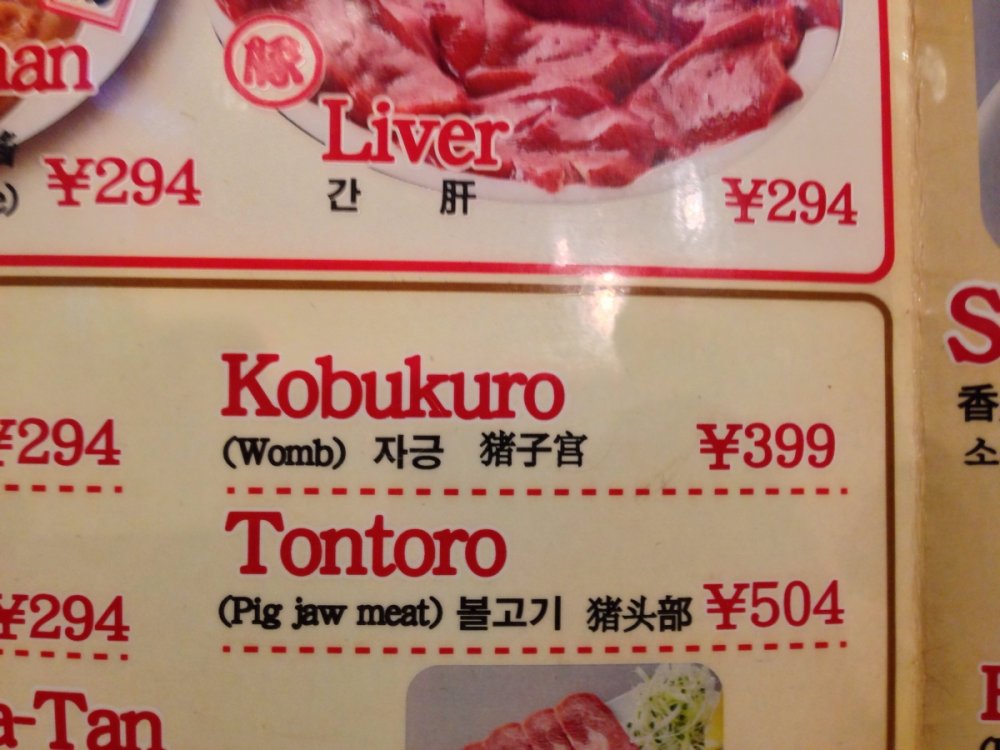 豚
Liver
간 肝
¥294
¥294
Kobukuro
(Womb) 자궁 猪子宫
¥399
¥294
Tontoro
(Pig jaw meat) 볼고기 猪头部
¥504
¥294
a-Tan
香
소